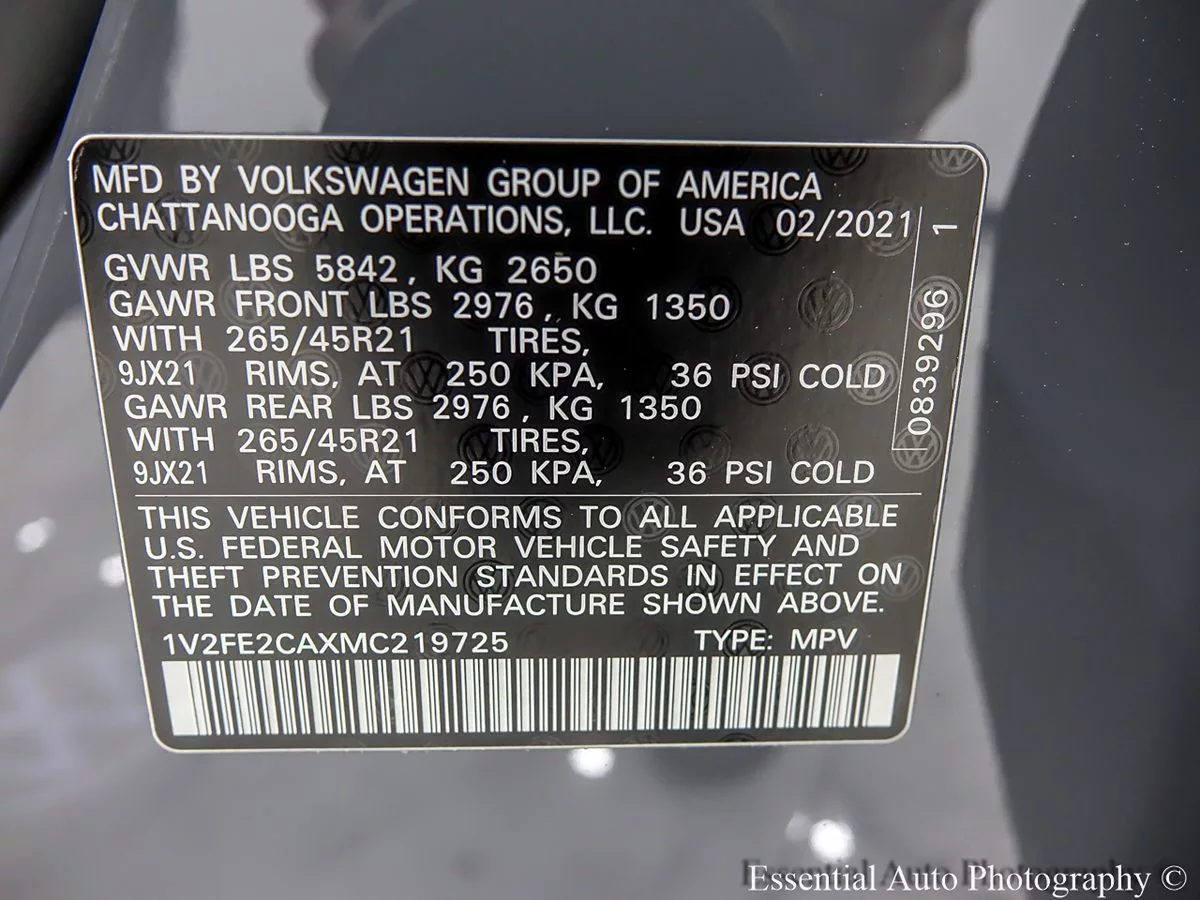 MFD BY VOLKSWAGEN GROUP OF AMERICA
CHATTANOOGA OPERATIONS, LLC. USA 02/2021
GVWR LBS 5842, KG 2650
GAWR FRONT LBS 2976, KG 1350
WITH 265/45R21 TIRES,
9JX21 RIMS, AT 250 KPA, 36 PSI COLD
GAWR REAR LBS 2976, KG 1350
WITH 265/45R21 TIRES,
9JX21 RIMS, AT 250 KPA, 36 PSI COLD
08392296 1
THIS VEHICLE CONFORMS TO ALL APPLICABLE
U.S. FEDERAL MOTOR VEHICLE SAFETY AND
THEFT PREVENTION STANDARDS IN EFFECT ON
THE DATE OF MANUFACTURE SHOWN ABOVE.
1V2FE2CAXMC219725 TYPE: MPV
Essential Auto Photography ©